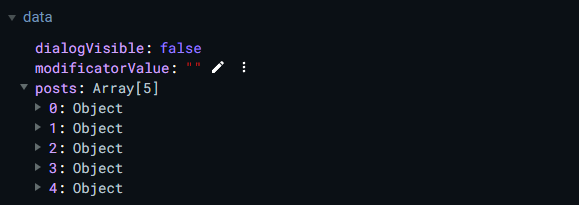 data
dialogVisible: false
modificatorValue: ""
posts: Array[5]
0: Object
1: Object
2: Object
3: Object
4: Object